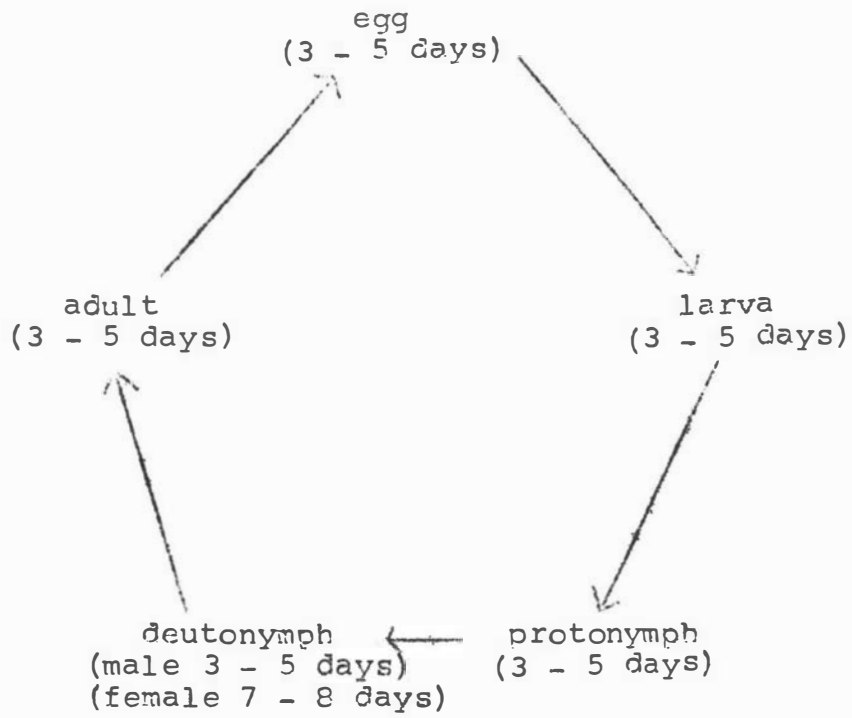 egg
(3 - 5 days)
larva
(3 - 5 days)
protonymph
(3 - 5 days)
deutonymph
(male 3 - 5 days)
(female 7 - 8 days)
adult
(3 - 5 days)